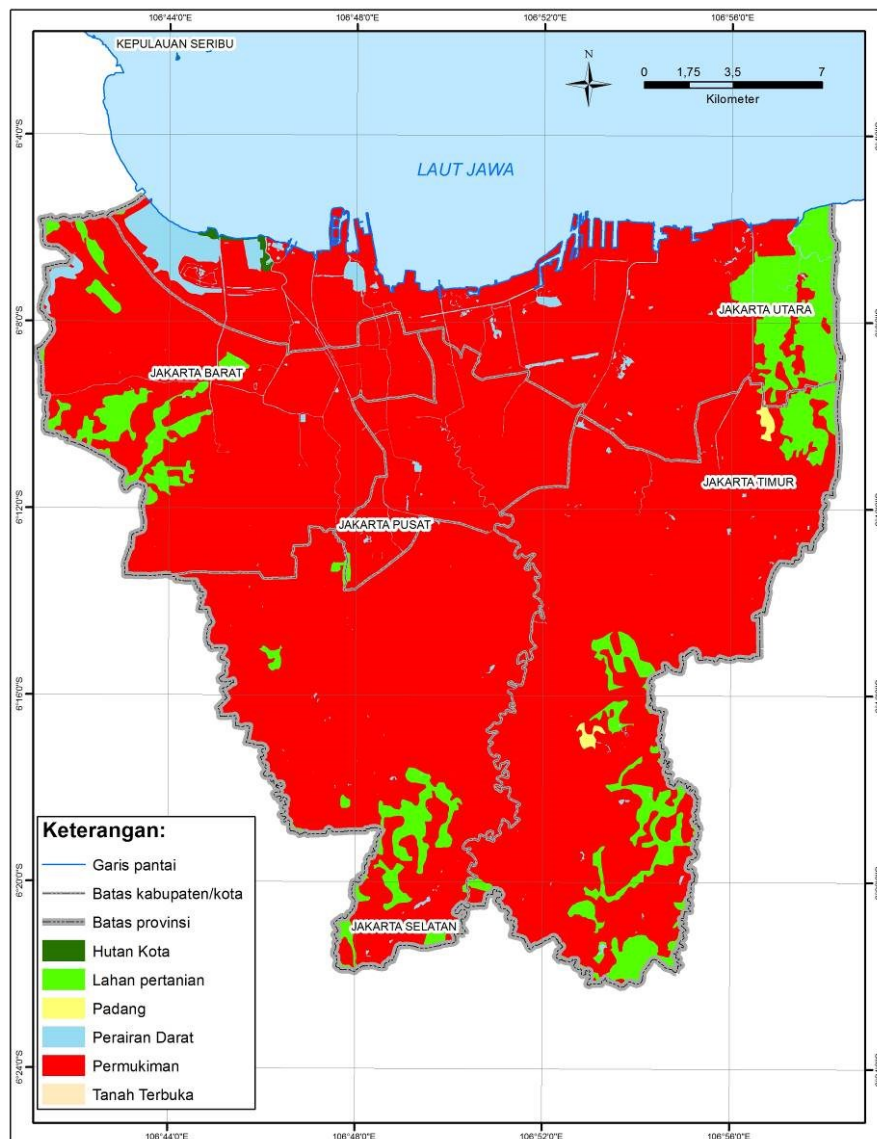 106°44'0"E 106°48'0"E 106°52'0"E 106°56'0"E
KEPULAUAN SERIBU
N
0 1,75 3,5 7
Kilometer
6°4'0"S
LAUT JAWA
6°8'0"S
JAKARTA UTARA
JAKARTA BARAT
JAKARTA TIMUR
6°12'0"S
JAKARTA PUSAT
6°16'0"S
Keterangan:
Garis pantai
Batas kabupaten/kota
6°20'0"S
Batas provinsi
JAKARTA SELATAN
Hutan Kota
Lahan pertanian
Padang
Perairan Darat
Permukiman
6°24'0"S
Tanah Terbuka
106°44'0"E 106°48'0"E 106°52'0"E 106°56'0"E